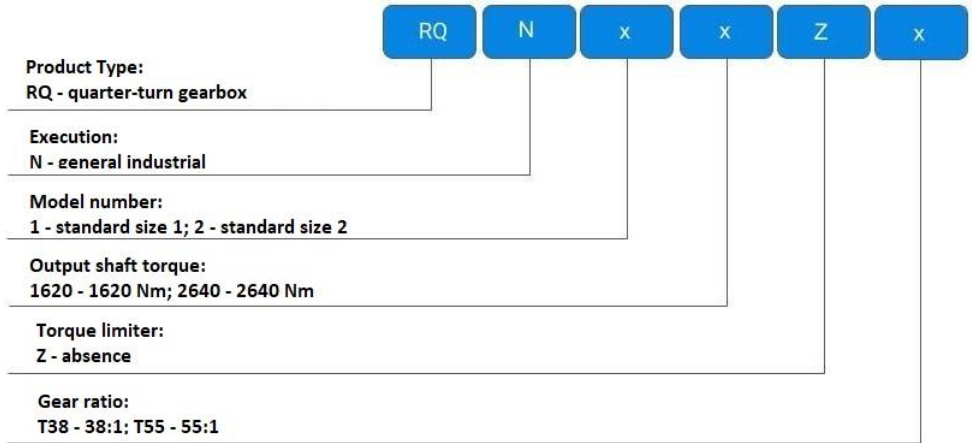 RQ N x x Z x
Product Type:
RQ - quarter-turn gearbox
Execution:
N - general industrial
Model number:
1 - standard size 1; 2 - standard size 2
Output shaft torque:
1620 - 1620 Nm; 2640 - 2640 Nm
Torque limiter:
Z - absence
Gear ratio:
T38 - 38:1; T55 - 55:1